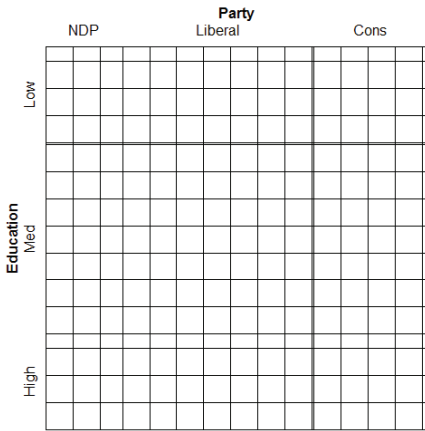 Party
NDP Liberal Cons
Education
Low
Med
High